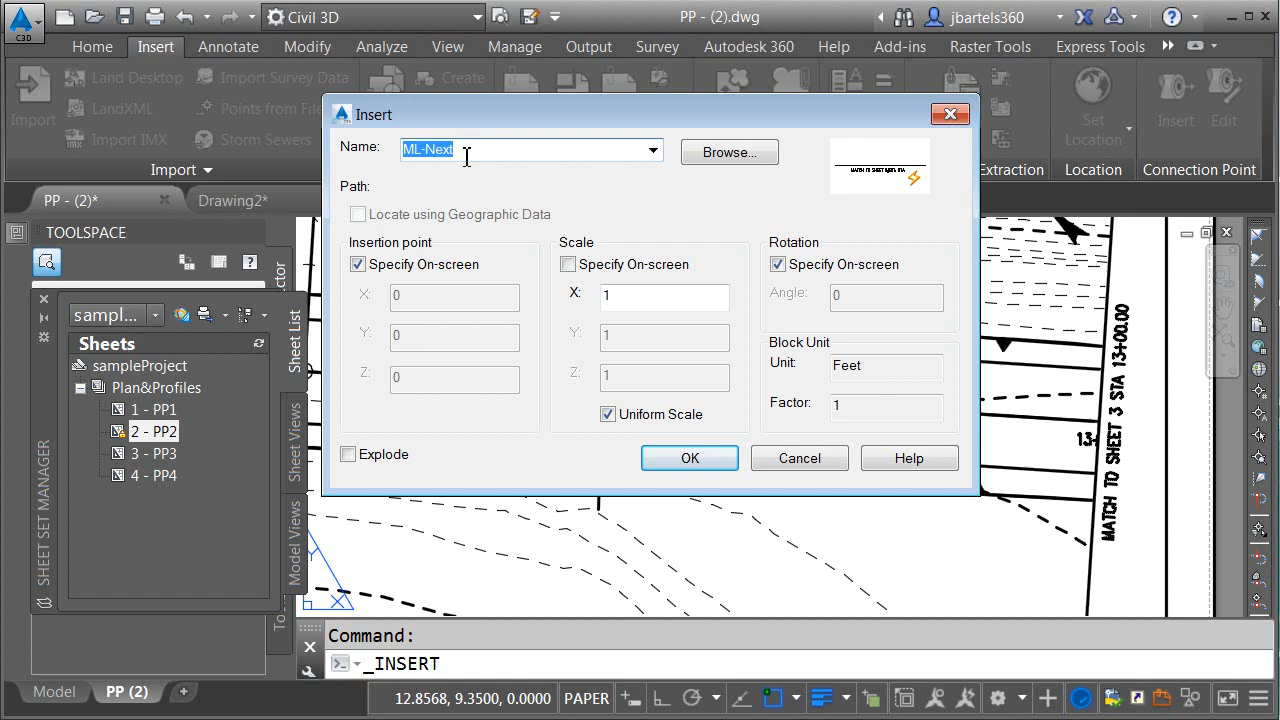 C3D
Civil 3D
PP - (2).dwg
jbartels360
Home
Insert
Annotate
Modify
Analyze
View
Manage
Output
Survey
Autodesk 360
Help
Add-ins
Raster Tools
Express Tools
Import
Land Desktop
LandXML
Import IMX
Import Survey Data
Points from File
Storm Sewers
Create
Set
Location
Insert
Edit
Import
Location
Connection Point
PP - (2)*
Drawing2*
Insert
Name:
ML-Next
Browse...
Path:
Locate using Geographic Data
Insertion point
Specify On-screen
X:
0
Y:
0
Z:
0
Scale
Specify On-screen
X:
1
Y:
1
Z:
1
Uniform Scale
Rotation
Specify On-screen
Angle:
0
Block Unit
Unit:
Feet
Factor:
1
Explode
OK
Cancel
Help
TOOLSPACE
sampl...
Sheets
sampleProject
Plan&Profiles
1 - PP1
2 - PP2
3 - PP3
4 - PP4
SHEET SET MANAGER
Sheet List
Sheet Views
Model Views
MATCH TO SHEET 3 STA 13+00.00
13+
Y
X
Command:
_INSERT
Model
PP (2)
12.8568, 9.3500, 0.0000
PAPER